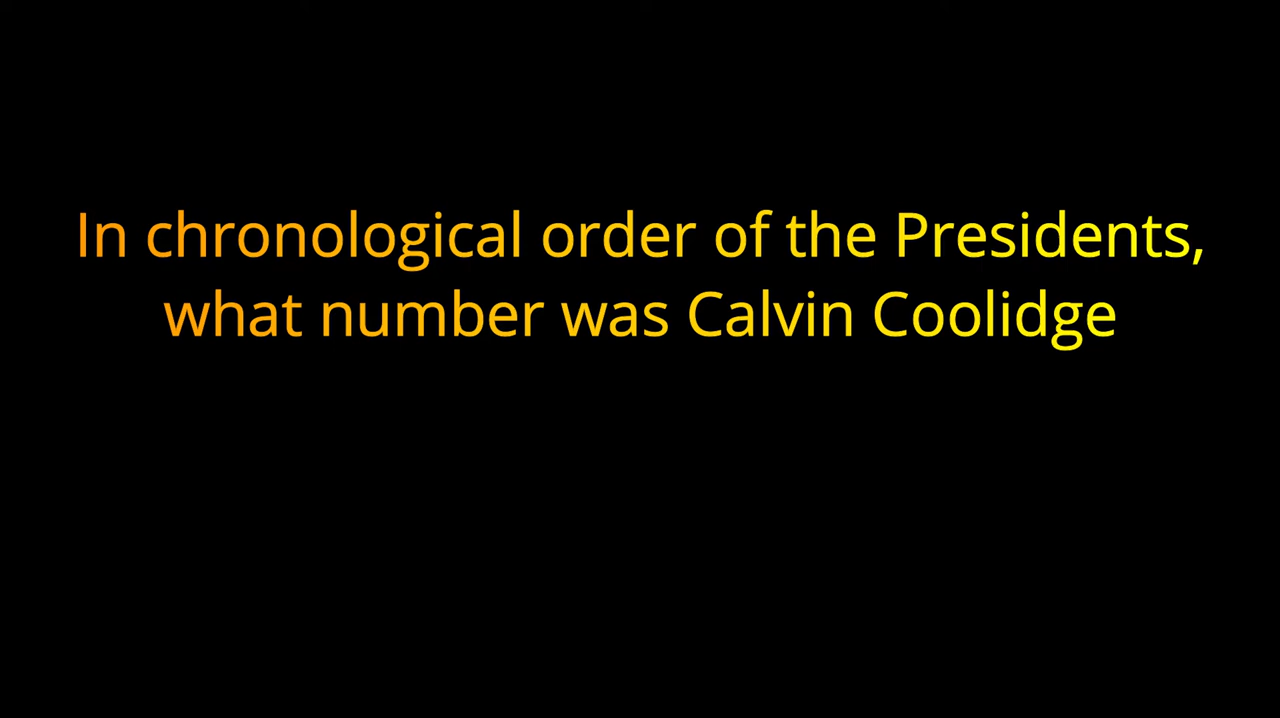 In chronological order of the Presidents,
what number was Calvin Coolidge